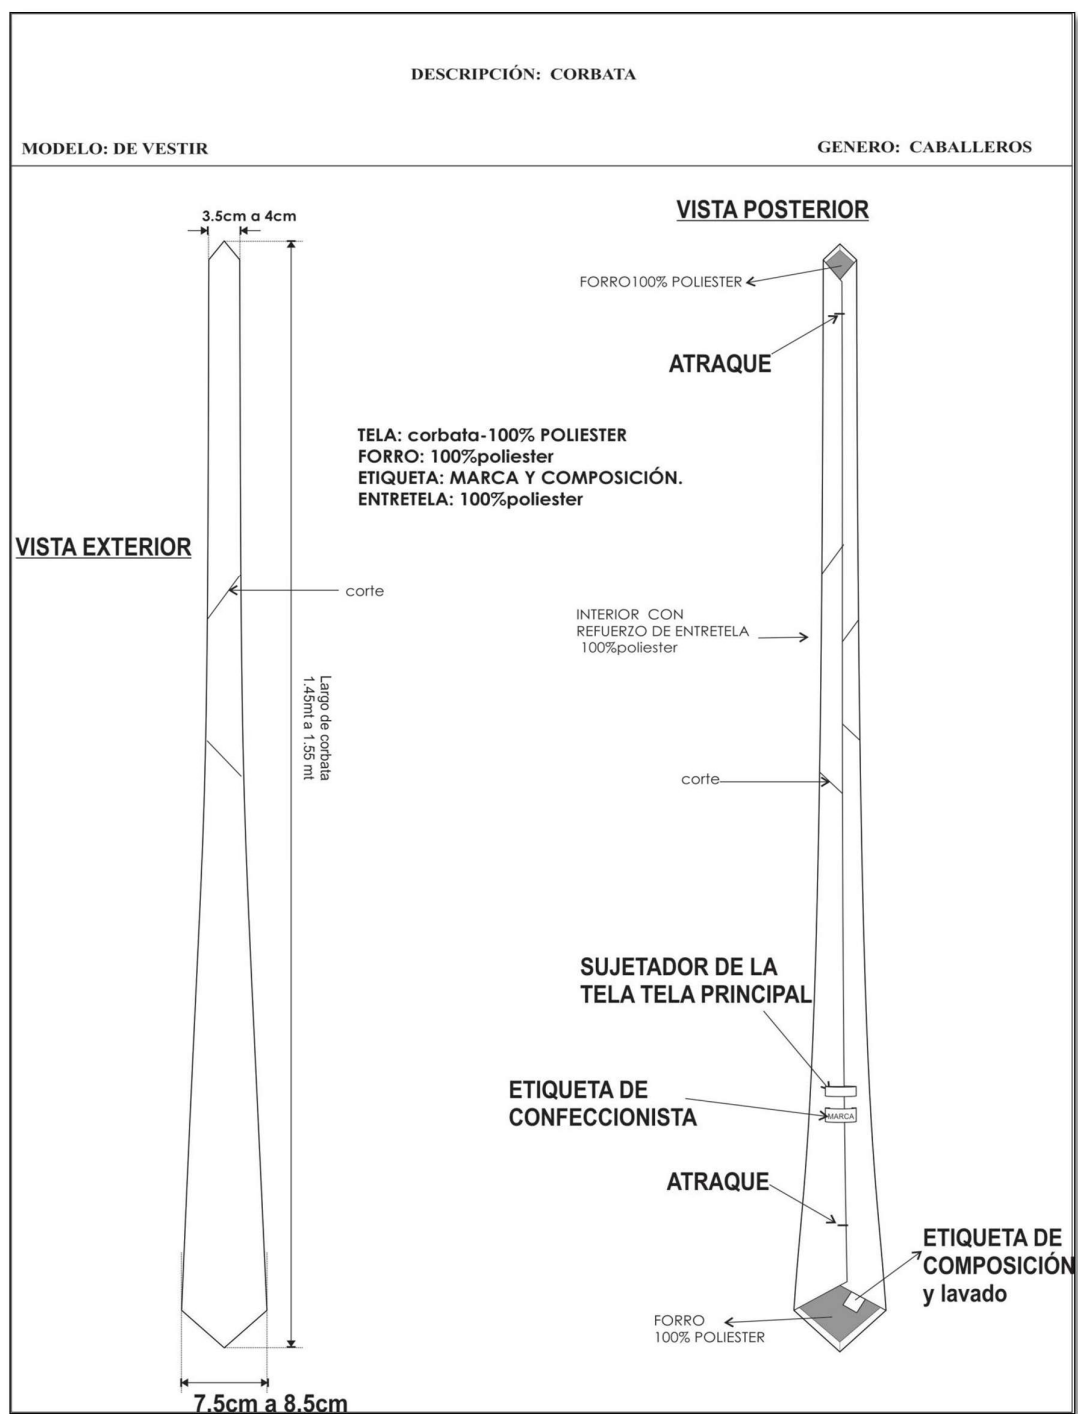 DESCRIPCIÓN: CORBATA
MODELO: DE VESTIR
GENERO: CABALLEROS
3.5cm a 4cm
VISTA POSTERIOR
FORRO100% POLIESTER
ATRAQUE
TELA: corbata-100% POLIESTER
FORRO: 100%poliester
ETIQUETA: MARCA Y COMPOSICIÓN.
ENTRETELA: 100%poliester
VISTA EXTERIOR
corte
INTERIOR CON
REFUERZO DE ENTRETELA
100%poliester
Largo de corbata
1.45mt a 1.55 mt
corte
SUJETADOR DE LA
TELA TELA PRINCIPAL
ETIQUETA DE
CONFECCIONISTA
MARCA
ATRAQUE
ETIQUETA DE
COMPOSICIÓN
y lavado
FORRO
100% POLIESTER
7.5cm a 8.5cm